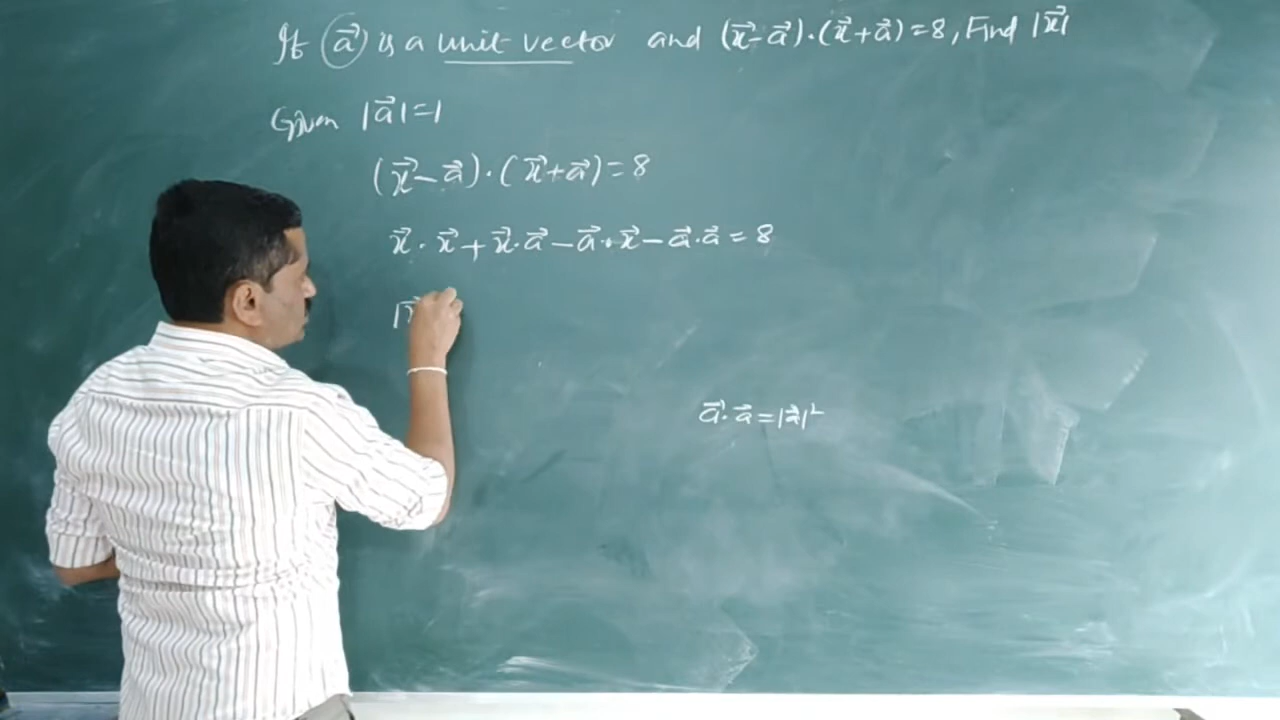 If (a⃗) is a unit vector and (x⃗-a⃗)·(x⃗+a⃗)=8, Find |x⃗|
Given |a⃗|=1
(x⃗-a⃗)·(x⃗+a⃗)=8
x⃗·x⃗+x⃗·a⃗-a⃗·x⃗-a⃗·a⃗=8
|x⃗
a⃗·a⃗=|a⃗|²